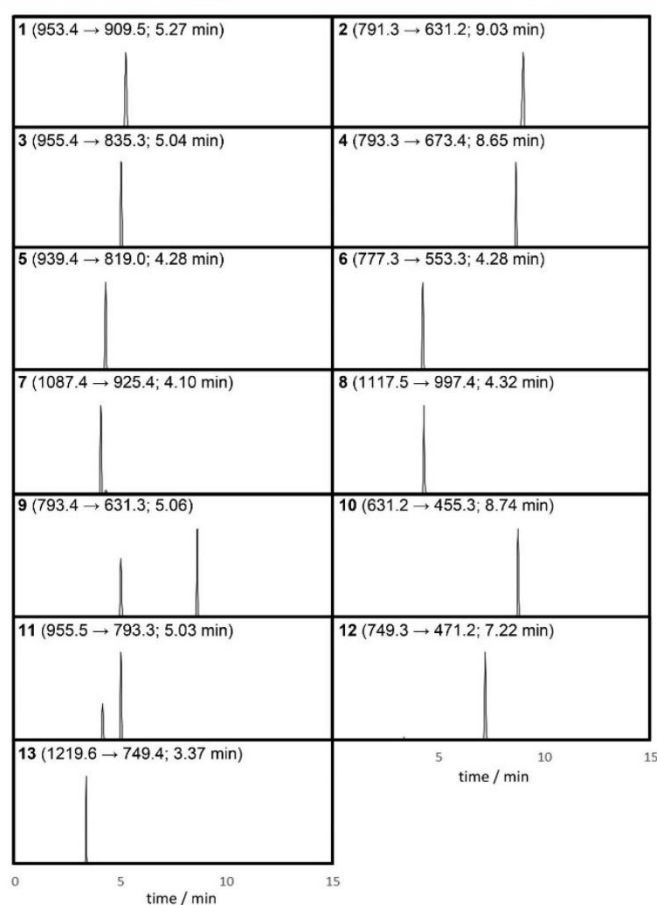 1 (953.4 → 909.5; 5.27 min)
2 (791.3 → 631.2; 9.03 min)
3 (955.4 → 835.3; 5.04 min)
4 (793.3 → 673.4; 8.65 min)
5 (939.4 → 819.0; 4.28 min)
6 (777.3 → 553.3; 4.28 min)
7 (1087.4 → 925.4; 4.10 min)
8 (1117.5 → 997.4; 4.32 min)
9 (793.4 → 631.3; 5.06)
10 (631.2 → 455.3; 8.74 min)
11 (955.5 → 793.3; 5.03 min)
12 (749.3 → 471.2; 7.22 min)
13 (1219.6 → 749.4; 3.37 min)
5 10 15
time / min
0 5 10 15
time / min